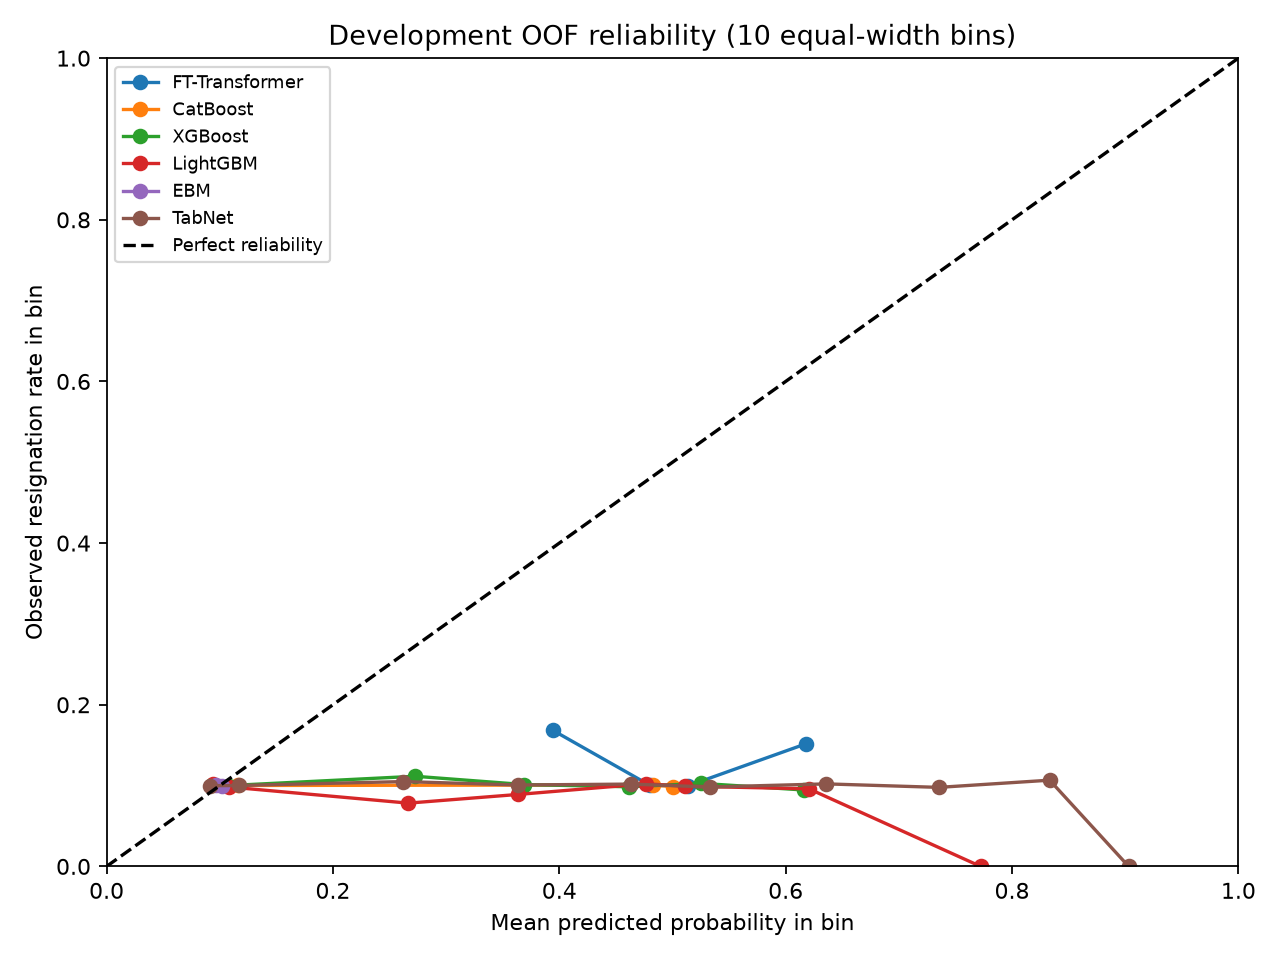 Development OOF reliability (10 equal-width bins)
FT-Transformer
CatBoost
XGBoost
LightGBM
EBM
TabNet
Perfect reliability
Observed resignation rate in bin
1.0
0.8
0.6
0.4
0.2
0.0
0.0 0.2 0.4 0.6 0.8 1.0
Mean predicted probability in bin